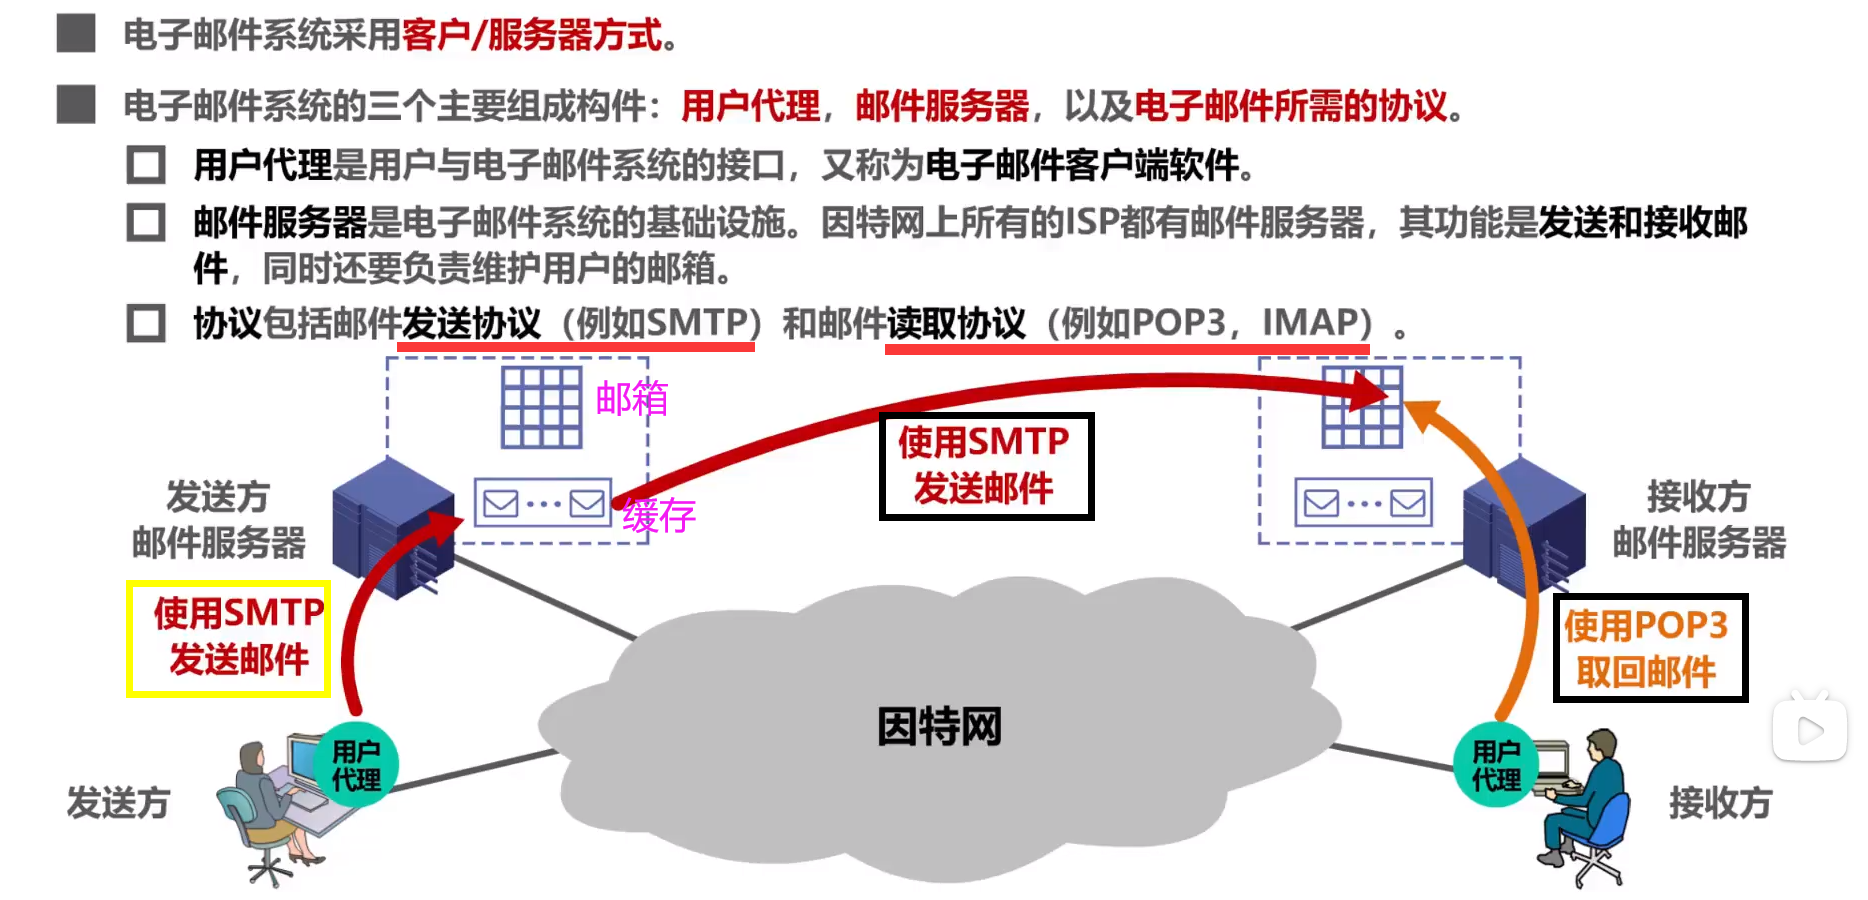 电子邮件系统采用客户/服务器方式。
电子邮件系统的三个主要组成构件：用户代理，邮件服务器，以及电子邮件所需的协议。
用户代理是用户与电子邮件系统的接口，又称为电子邮件客户端软件。
邮件服务器是电子邮件系统的基础设施。因特网上所有的ISP都有邮件服务器，其功能是发送和接收邮
件，同时还要负责维护用户的邮箱。
协议包括邮件发送协议（例如SMTP）和邮件读取协议（例如POP3，IMAP）。
邮箱
使用SMTP
发送邮件
发送方
邮件服务器
缓存
接收方
邮件服务器
使用SMTP
发送邮件
使用POP3
取回邮件
因特网
用户
代理
用户
代理
发送方
接收方